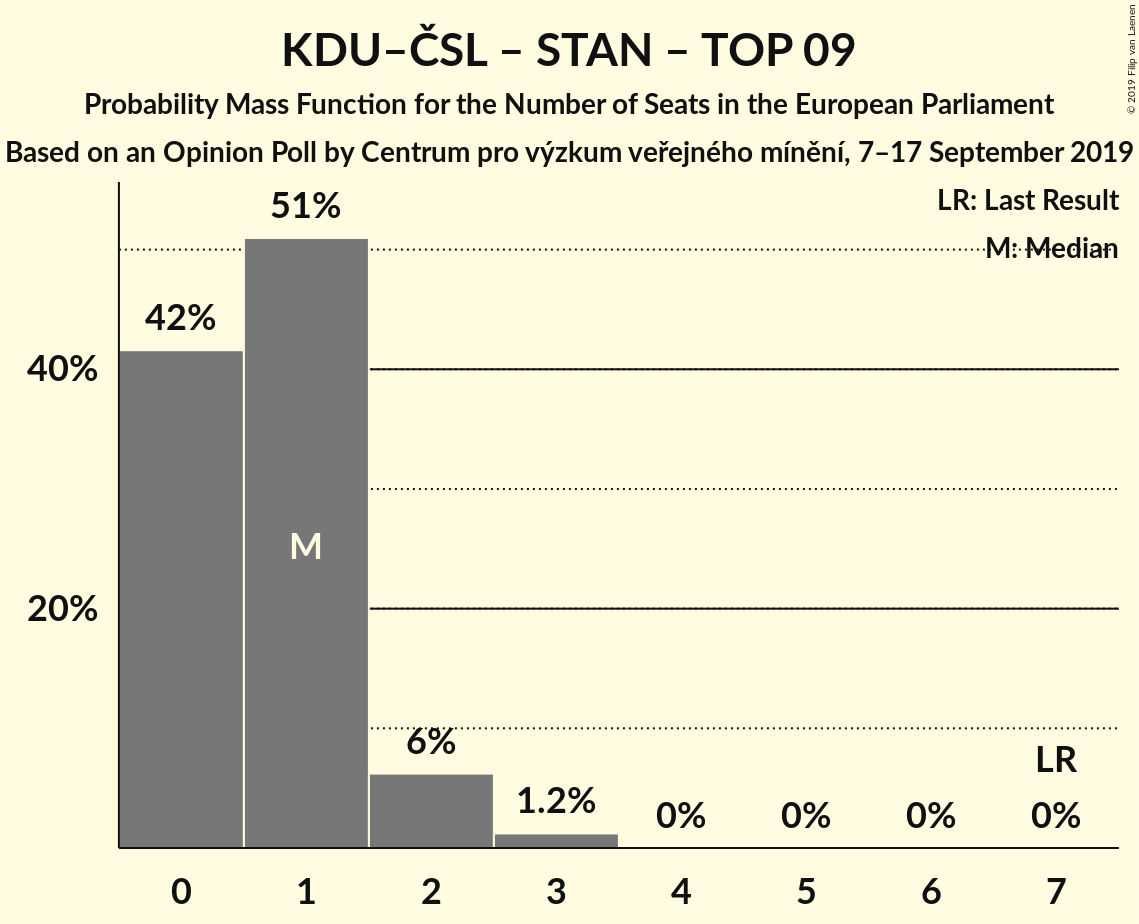 KDU–ČSL – STAN – TOP 09
Probability Mass Function for the Number of Seats in the European Parliament
Based on an Opinion Poll by Centrum pro výzkum veřejného mínění, 7–17 September 2019
© 2019 Filip van Laenen
LR: Last Result
M: Median
51%
42%
40%
M
20%
6%
LR
1.2%
0% 0% 0% 0%
0 1 2 3 4 5 6 7